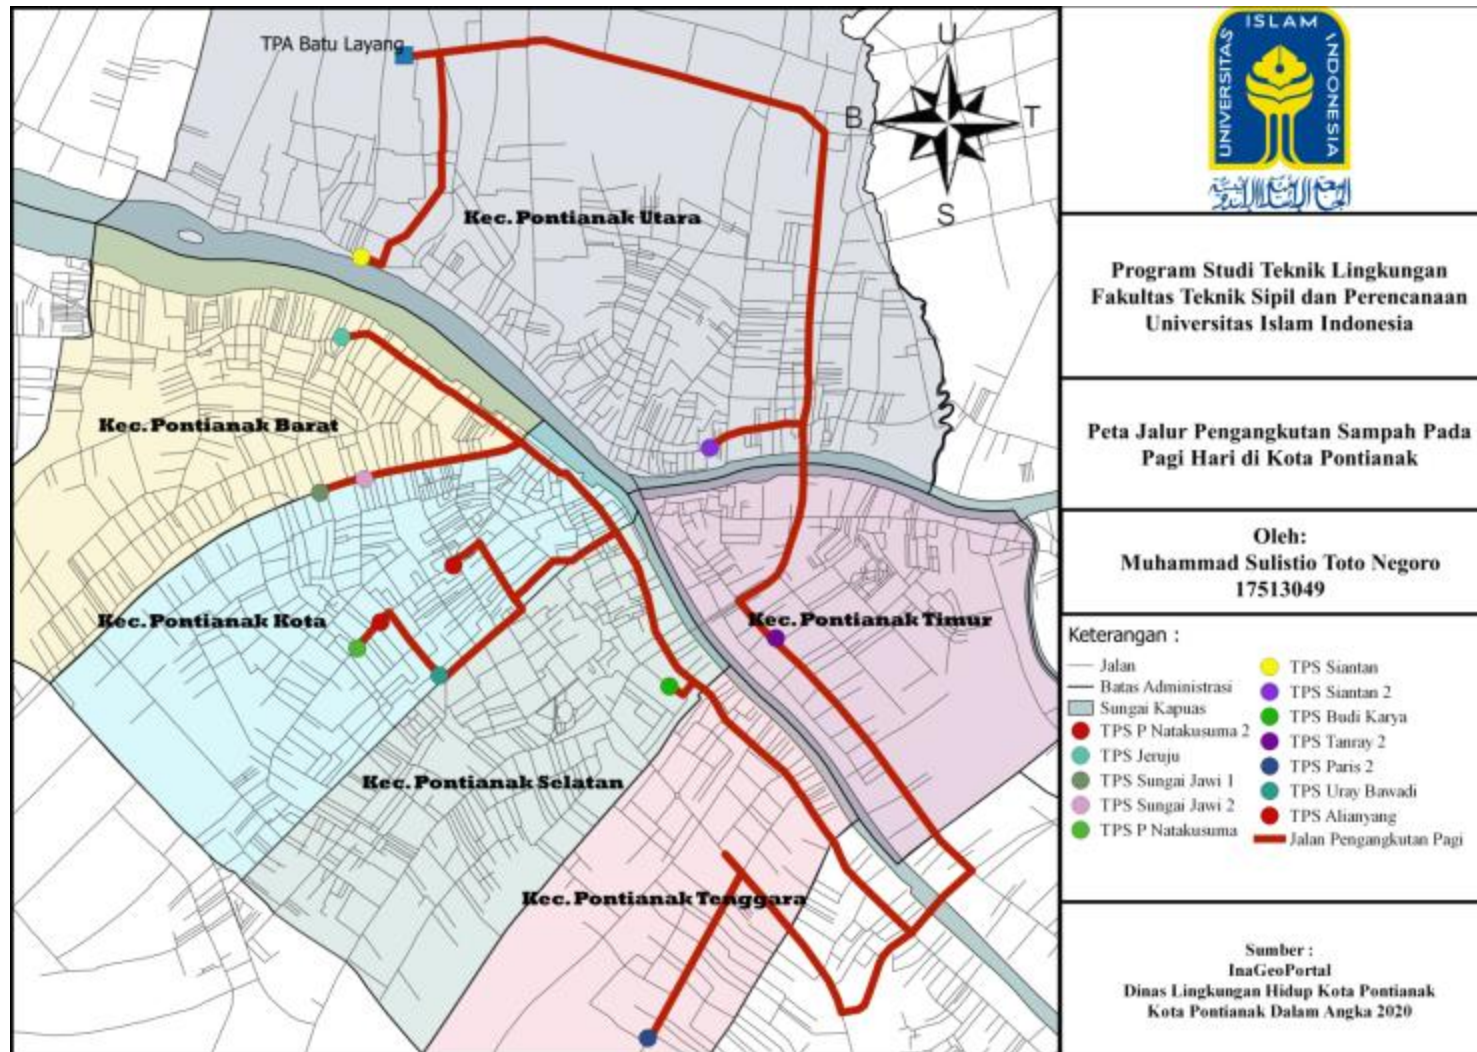 TPA Batu Layang
U
B
T
S
Kec. Pontianak Utara
Kec. Pontianak Barat
Kec. Pontianak Kota
Kec. Pontianak Timur
Kec. Pontianak Selatan
Kec. Pontianak Tenggara
UNIVERSITAS
ISLAM
INDONESIA
Program Studi Teknik Lingkungan
Fakultas Teknik Sipil dan Perencanaan
Universitas Islam Indonesia
Peta Jalur Pengangkutan Sampah Pada
Pagi Hari di Kota Pontianak
Oleh:
Muhammad Sulistio Toto Negoro
17513049
Keterangan :
Jalan
Batas Administrasi
Sungai Kapuas
TPS P Natakusuma 2
TPS Jeruju
TPS Sungai Jawi 1
TPS Sungai Jawi 2
TPS P Natakusuma
TPS Siantan
TPS Siantan 2
TPS Budi Karya
TPS Tanray 2
TPS Paris 2
TPS Uray Bawadi
TPS Alianyang
Jalan Pengangkutan Pagi
Sumber :
InaGeoPortal
Dinas Lingkungan Hidup Kota Pontianak
Kota Pontianak Dalam Angka 2020